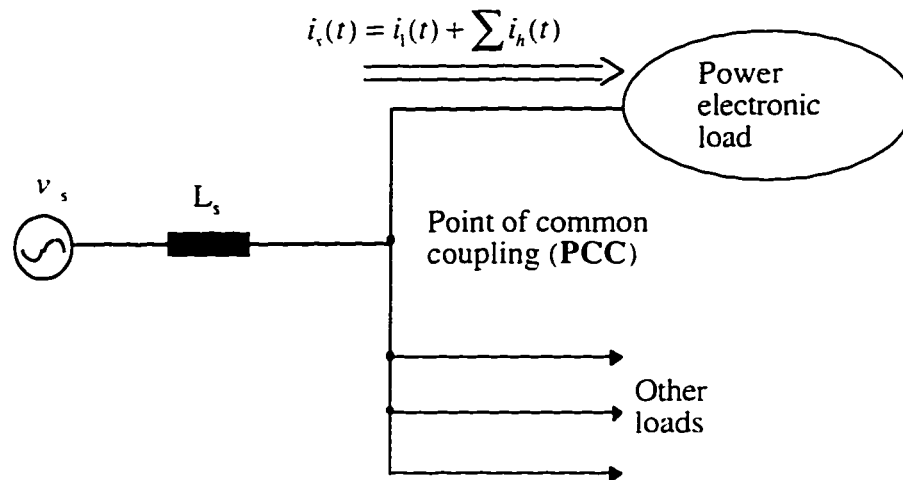 i_s(t) = i_1(t) + ∑ i_h(t)
Power
electronic
load
v_s
L_s
Point of common
coupling (PCC)
Other
loads